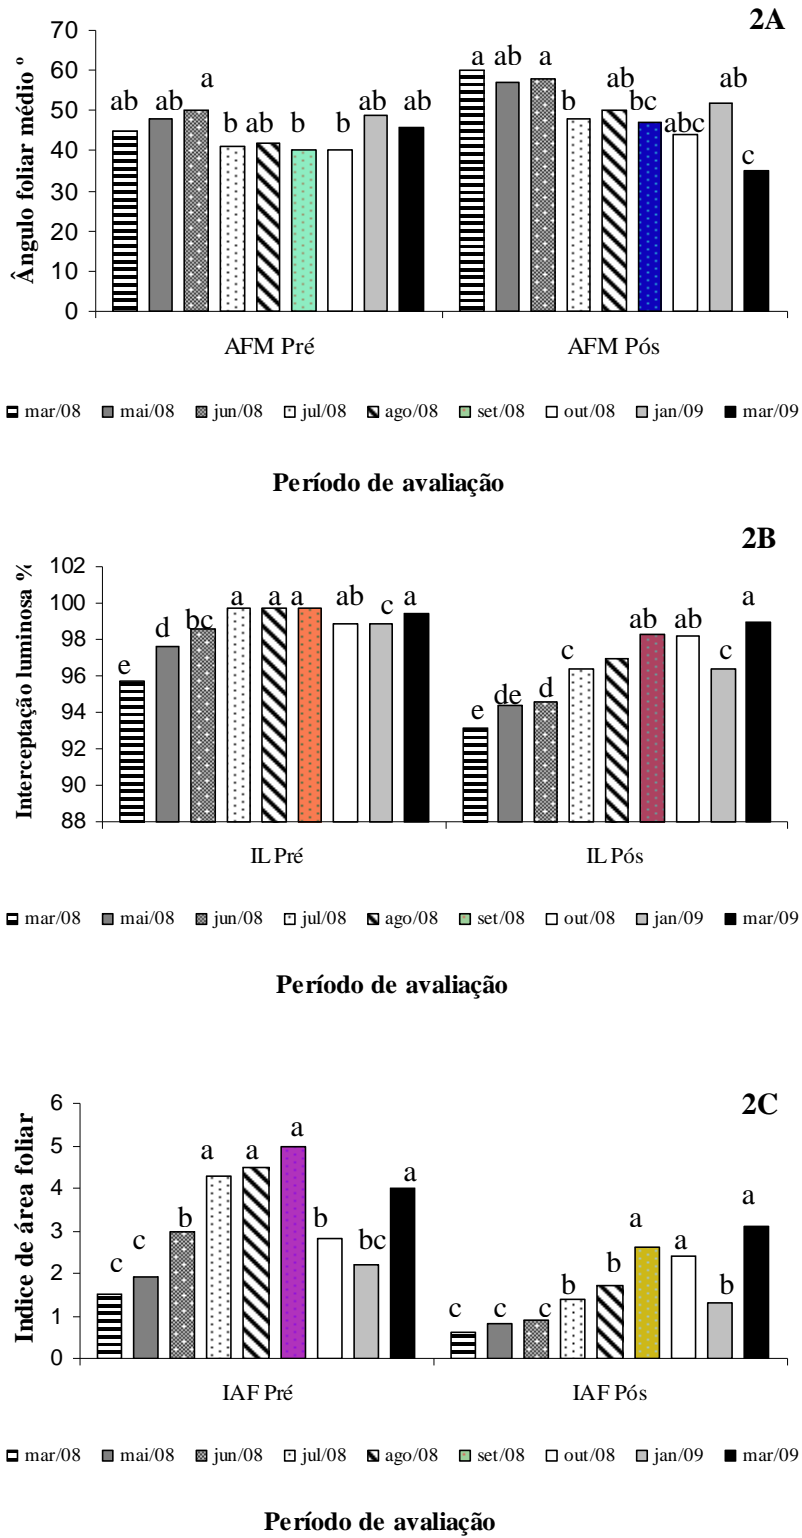 2A
Ângulo foliar médio º
70
60
50
40
30
20
10
0
ab ab a b ab b b ab ab
a ab a b ab bc abc ab c
AFM Pré AFM Pós
mar/08 mai/08 jun/08 jul/08 ago/08 set/08 out/08 jan/09 mar/09
Período de avaliação
2B
Interceptação luminosa %
102
100
98
96
94
92
90
88
e d bc a a a ab c a
e de d c ab ab c a
IL Pré IL Pós
mar/08 mai/08 jun/08 jul/08 ago/08 set/08 out/08 jan/09 mar/09
Período de avaliação
2C
Indice de área foliar
6
5
4
3
2
1
0
c c b a a a b bc a
c c c b b a a b a
IAF Pré IAF Pós
mar/08 mai/08 jun/08 jul/08 ago/08 set/08 out/08 jan/09 mar/09
Período de avaliação